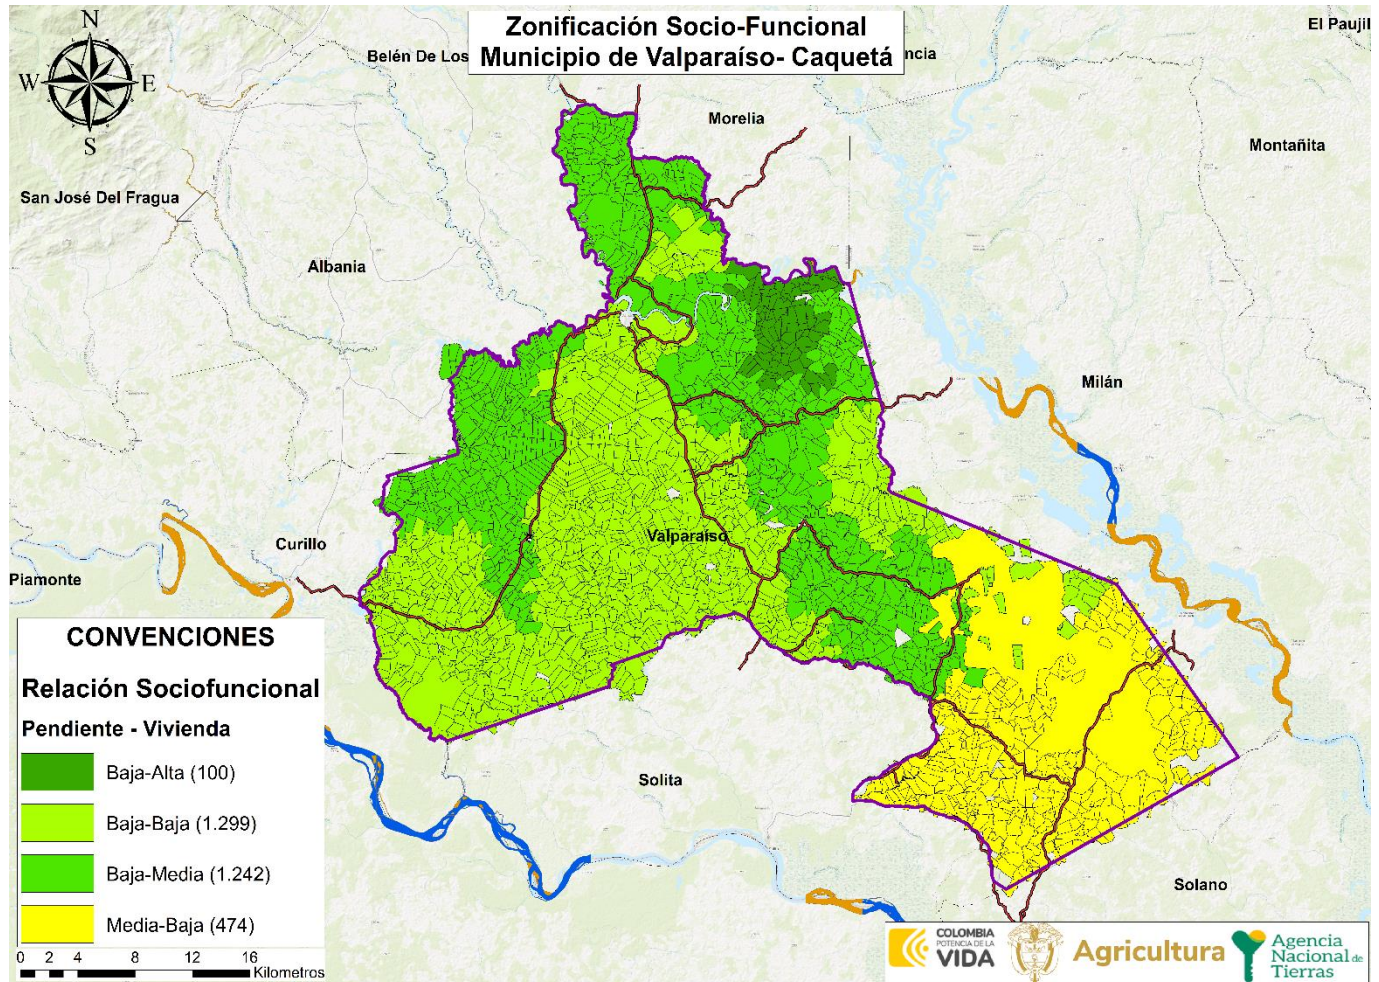 Zonificación Socio-Funcional
Municipio de Valparaíso- Caquetá
N
W
E
S
El Paujil
Belén De Los
ncia
Morelia
Montañita
San José Del Fragua
Albania
Milán
Curillo
Valparaíso
Piamonte
Solita
Solano
CONVENCIONES
Relación Sociofuncional
Pendiente - Vivienda
Baja-Alta (100)
Baja-Baja (1.299)
Baja-Media (1.242)
Media-Baja (474)
0 2 4 8 12 16
Kilometros
COLOMBIA
POTENCIA DE LA
VIDA
Agricultura
Agencia
Nacional de
Tierras